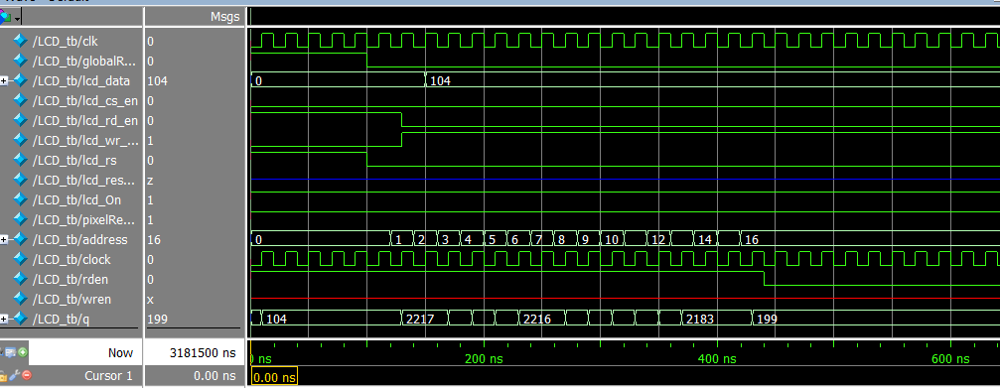 Msgs
/LCD_tb/clk 0
/LCD_tb/globalR... 0
/LCD_tb/lcd_data 104 0 104
/LCD_tb/lcd_cs_en 0
/LCD_tb/lcd_rd_en 0
/LCD_tb/lcd_wr_... 1
/LCD_tb/lcd_rs 0
/LCD_tb/lcd_res... z
/LCD_tb/lcd_On 1
/LCD_tb/pixelRe... 1
/LCD_tb/address 16 0 1 2 3 4 5 6 7 8 9 10 12 14 16
/LCD_tb/clock 0
/LCD_tb/rden 0
/LCD_tb/wren x
/LCD_tb/q 199 104 2217 2216 2183 199
Now 3181500 ns ns 200 ns 400 ns 600 ns
Cursor 1 0.00 ns 0.00 ns